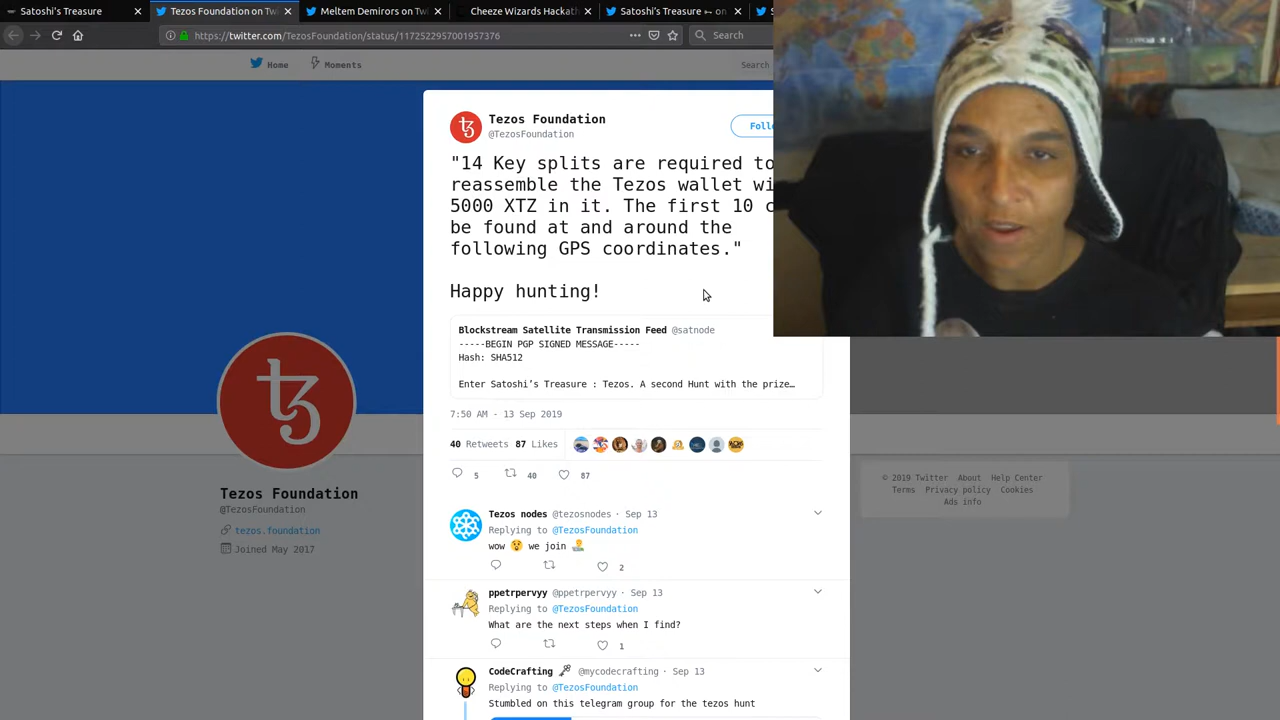 Satoshi's Treasure
Tezos Foundation on Tw
Meltem Demirors on Twi
Cheeze Wizards Hackath
Satoshi's Treasure on
https://twitter.com/TezosFoundation/status/1172522957001957376
Search
Home
Moments
Search
Tezos Foundation
@TezosFoundation
Follo
"14 Key splits are required to
reassemble the Tezos wallet wi
5000 XTZ in it. The first 10 c
be found at and around the
following GPS coordinates."
Happy hunting!
Blockstream Satellite Transmission Feed @satnode
-----BEGIN PGP SIGNED MESSAGE-----
Hash: SHA512
Enter Satoshi's Treasure : Tezos. A second Hunt with the prize…
7:50 AM - 13 Sep 2019
40 Retweets 87 Likes
5 40 87
Tezos Foundation
@TezosFoundation
tezos.foundation
Joined May 2017
© 2019 Twitter About Help Center
Terms Privacy policy Cookies
Ads info
Tezos nodes @tezosnodes · Sep 13
Replying to @TezosFoundation
wow 😲 we join
2
ppetrpervyy @ppetrpervyy · Sep 13
Replying to @TezosFoundation
What are the next steps when I find?
1
CodeCrafting @mycodecrafting · Sep 13
Replying to @TezosFoundation
Stumbled on this telegram group for the tezos hunt